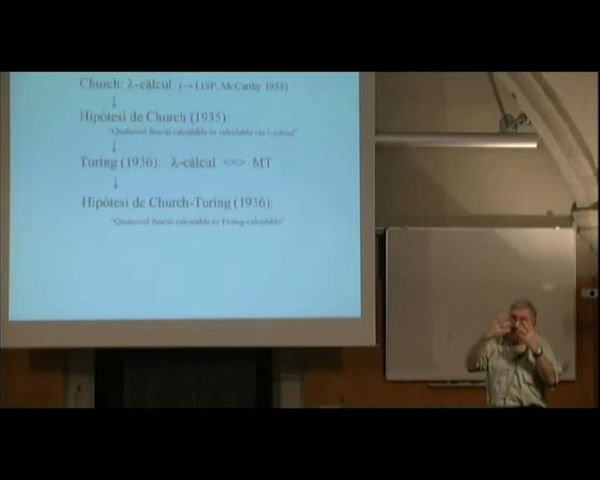 Church: λ-càlcul (→ LISP, McCarthy 1958)
↓
Hipòtesi de Church (1935):
"Qualsevol funció calculable és calculable via λ-càlcul"
↓
Turing (1936): λ-càlcul <=> MT
↓
Hipòtesi de Church-Turing (1936):
"Qualsevol funció calculable és Turing-calculable"